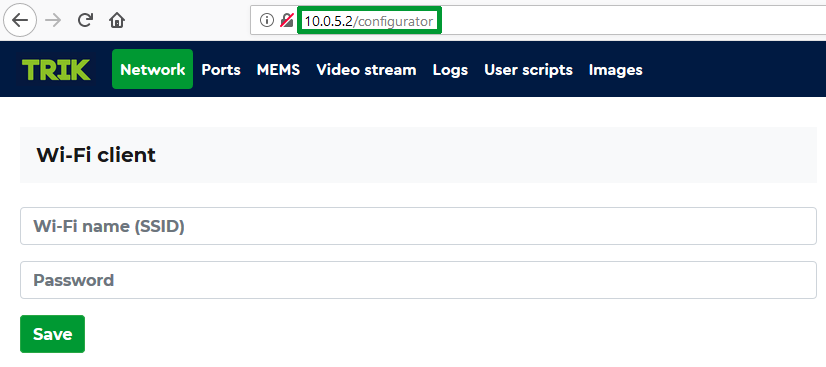 10.0.5.2/configurator
TRIK Network Ports MEMS Video stream Logs User scripts Images
Wi-Fi client
Wi-Fi name (SSID)
Password
Save